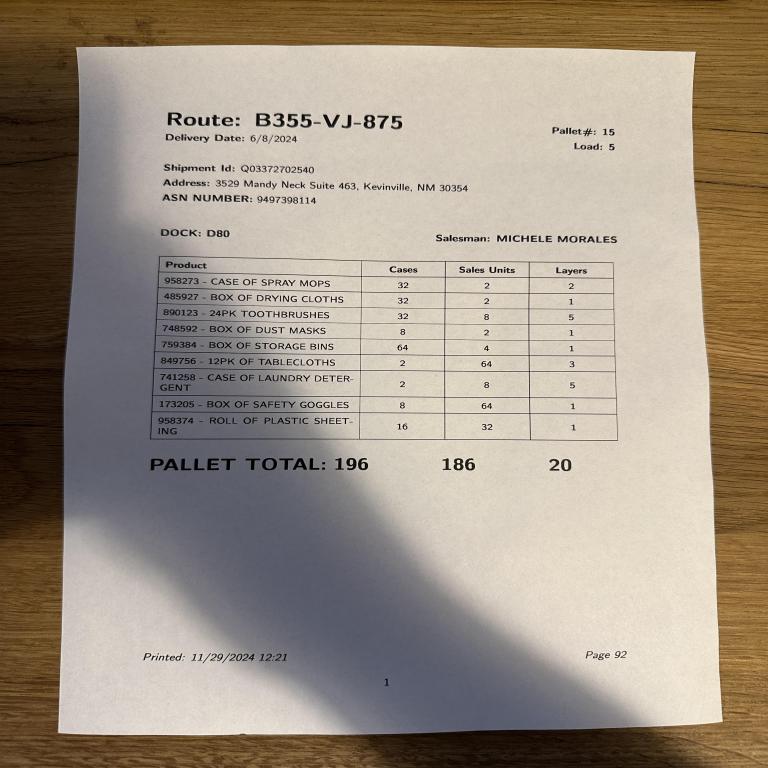 Route: B355-VJ-875
Delivery Date: 6/8/2024
Pallet#: 15
Load: 5
Shipment Id: Q03372702540
Address: 3529 Mandy Neck Suite 463, Kevinville, NM 30354
ASN NUMBER: 9497398114
DOCK: D80
Salesman: MICHELE MORALES
Product Cases Sales Units Layers
958273 - CASE OF SPRAY MOPS 32 2 2
485927 - BOX OF DRYING CLOTHS 32 2 1
890123 - 24PK TOOTHBRUSHES 32 8 5
748592 - BOX OF DUST MASKS 8 2 1
759384 - BOX OF STORAGE BINS 64 4 1
849756 - 12PK OF TABLECLOTHS 2 64 3
741258 - CASE OF LAUNDRY DETER-
GENT 2 8 5
173205 - BOX OF SAFETY GOGGLES 8 64 1
958374 - ROLL OF PLASTIC SHEET-
ING 16 32 1
PALLET TOTAL: 196 186 20
Printed: 11/29/2024 12:21
Page 92
1